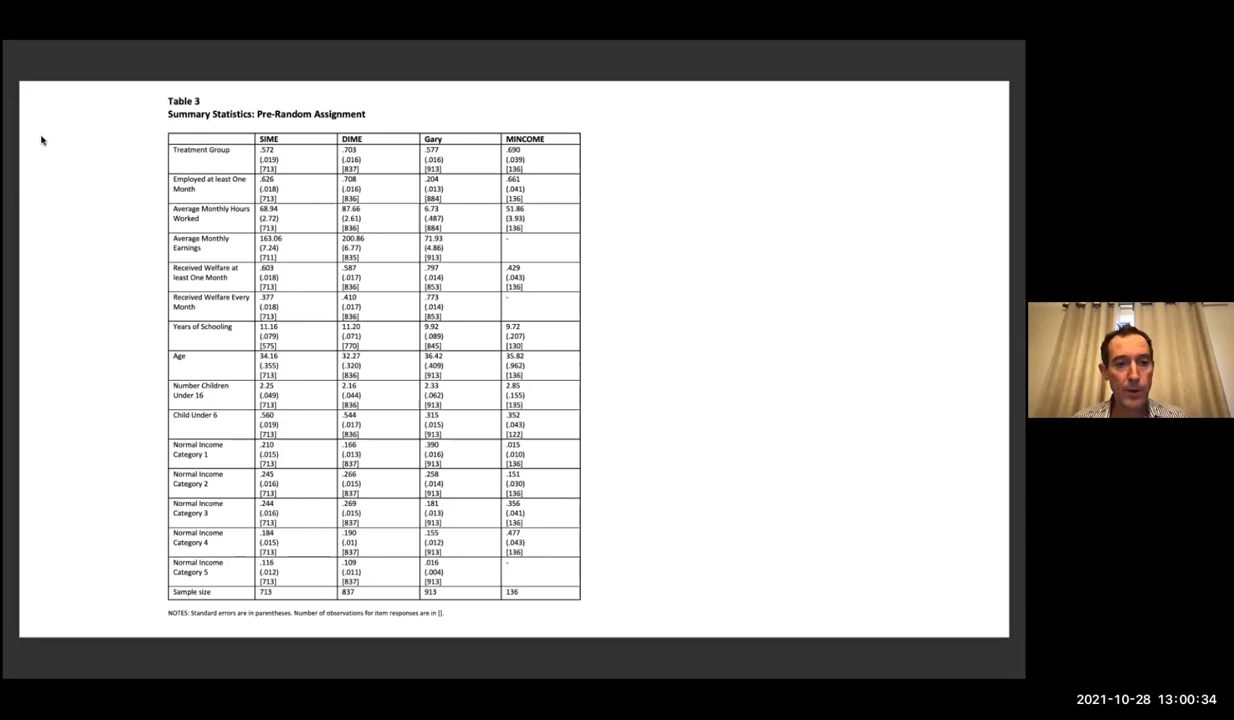 Table 3
Summary Statistics: Pre-Random Assignment
SIME DIME Gary MINCOME
Treatment Group .572 .703 .577 .690
(.019) (.016) (.016) (.039)
[713] [837] [913] [136]
Employed at least One .626 .708 .204 .661
Month (.018) (.016) (.013) (.041)
[713] [836] [884] [136]
Average Monthly Hours 68.94 87.66 6.73 51.86
Worked (2.72) (2.61) (.487) (3.93)
[713] [836] [884] [136]
Average Monthly 163.06 200.86 71.93 -
Earnings (7.24) (6.77) (4.86)
[711] [835] [913]
Received Welfare at .603 .587 .797 .429
least One Month (.018) (.017) (.014) (.043)
[713] [836] [853] [136]
Received Welfare Every .377 .410 .773 -
Month (.018) (.017) (.014)
[713] [836] [853]
Years of Schooling 11.16 11.20 9.92 9.72
(.079) (.071) (.089) (.207)
[575] [770] [845] [130]
Age 34.16 32.27 36.42 35.82
(.355) (.320) (.409) (.962)
[713] [836] [913] [136]
Number Children 2.25 2.16 2.33 2.85
Under 16 (.049) (.044) (.062) (.155)
[713] [836] [913] [135]
Child Under 6 .560 .544 .315 .352
(.019) (.017) (.015) (.043)
[713] [836] [913] [122]
Normal Income .210 .166 .390 .015
Category 1 (.015) (.013) (.016) (.010)
[713] [837] [913] [136]
Normal Income .245 .266 .258 .151
Category 2 (.016) (.015) (.014) (.030)
[713] [837] [913] [136]
Normal Income .244 .269 .181 .356
Category 3 (.016) (.015) (.013) (.041)
[713] [837] [913] [136]
Normal Income .184 .190 .155 .477
Category 4 (.015) (.01) (.012) (.043)
[713] [837] [913] [136]
Normal Income .116 .109 .016 -
Category 5 (.012) (.011) (.004)
[713] [837] [913]
Sample size 713 837 913 136
NOTES: Standard errors are in parentheses. Number of observations for item responses are in [].
2021-10-28 13:00:34